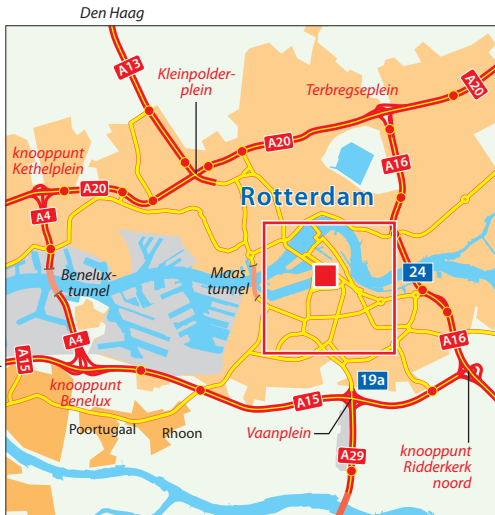 Den Haag
A13
Kleinpolder-
plein
Terbregseplein
A20
A20
A16
knooppunt
Kethelplein
A20
A4
Rotterdam
Benelux-
tunnel
Maas
tunnel
24
A4
A16
A15
knooppunt
Benelux
19a
A15
Poortugaal
Rhoon
Vaanplein
A29
knooppunt
Ridderkerk
noord